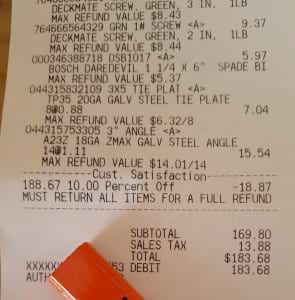 DECKMATE SCREW, GREEN, 3 IN, 1LB
MAX REFUND VALUE $8.43
764666564329 GRN 1# SCREW <A> 9.37
DECKMATE SCREW, GREEN, 2 IN, 1LB
MAX REFUND VALUE $8.44
000346388718 DSB1017 <A> 5.97
BOSCH DAREDEVIL 1 1/4 X 6" SPADE BI
MAX REFUND VALUE $5.37
044315832109 3X5 TIE PLAT <A>
TP35 20GA GALV STEEL TIE PLATE
8@0.88 7.04
MAX REFUND VALUE $6.32/8
044315753305 3" ANGLE <A>
A23Z 18GA ZMAX GALV STEEL ANGLE
14@1.11 15.54
MAX REFUND VALUE $14.01/14
Cust. Satisfaction
188.67 10.00 Percent Off -18.87
MUST RETURN ALL ITEMS FOR A FULL REFUND
SUBTOTAL 169.80
SALES TAX 13.88
TOTAL $183.68
53 DEBIT 183.68
AUTH